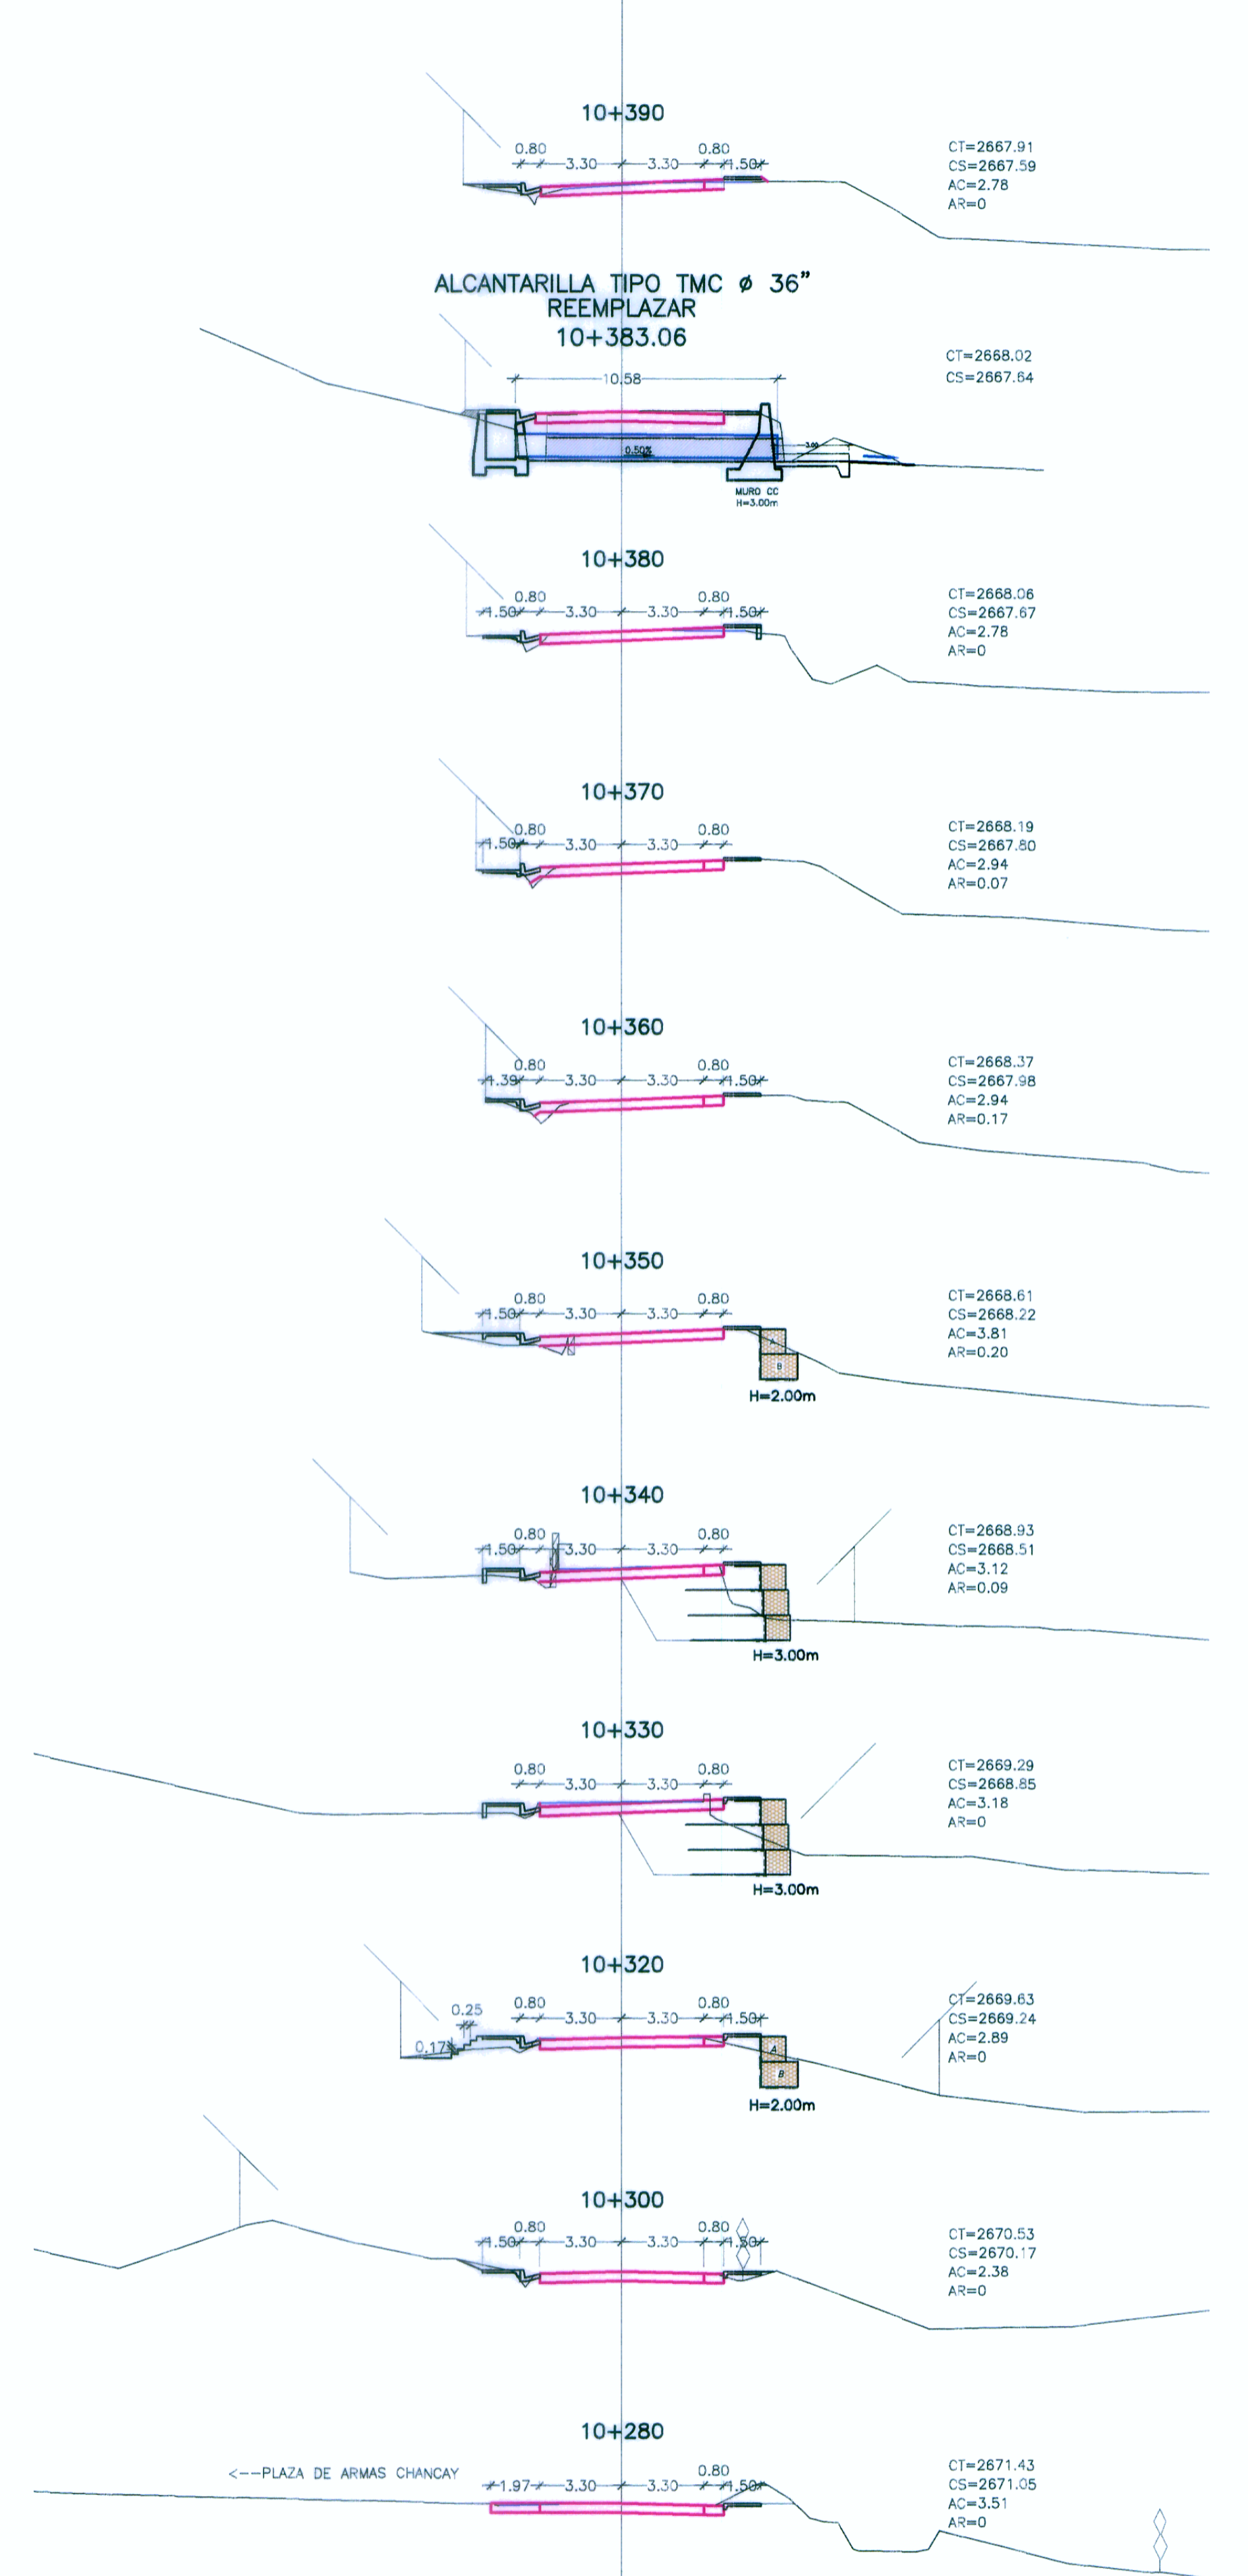 10+390
0.80 0.80
3.30 3.30 1.50
CT=2667.91
CS=2667.59
AC=2.78
AR=0
ALCANTARILLA TIPO TMC ø 36"
REEMPLAZAR
10+383.06
10.58
CT=2668.02
CS=2667.64
0.50%
3.00
MURO CC
H=3.00m
10+380
0.80 0.80
1.50 3.30 3.30 1.50
CT=2668.06
CS=2667.67
AC=2.78
AR=0
10+370
0.80 0.80
1.50 3.30 3.30
CT=2668.19
CS=2667.80
AC=2.94
AR=0.07
10+360
0.80 0.80
1.39 3.30 3.30 1.50
CT=2668.37
CS=2667.98
AC=2.94
AR=0.17
10+350
0.80 0.80
1.50 3.30 3.30
CT=2668.61
CS=2668.22
AC=3.81
AR=0.20
A
B
H=2.00m
10+340
0.80 0.80
1.50 3.30 3.30
CT=2668.93
CS=2668.51
AC=3.12
AR=0.09
H=3.00m
10+330
0.80 0.80
3.30 3.30
CT=2669.29
CS=2668.85
AC=3.18
AR=0
H=3.00m
10+320
0.25 0.80 0.80
3.30 3.30 1.50
0.17
CT=2669.63
CS=2669.24
AC=2.89
AR=0
A
B
H=2.00m
10+300
0.80 0.80
1.50 3.30 3.30 1.50
CT=2670.53
CS=2670.17
AC=2.38
AR=0
10+280
<--PLAZA DE ARMAS CHANCAY
0.80
1.97 3.30 3.30 1.50
CT=2671.43
CS=2671.05
AC=3.51
AR=0